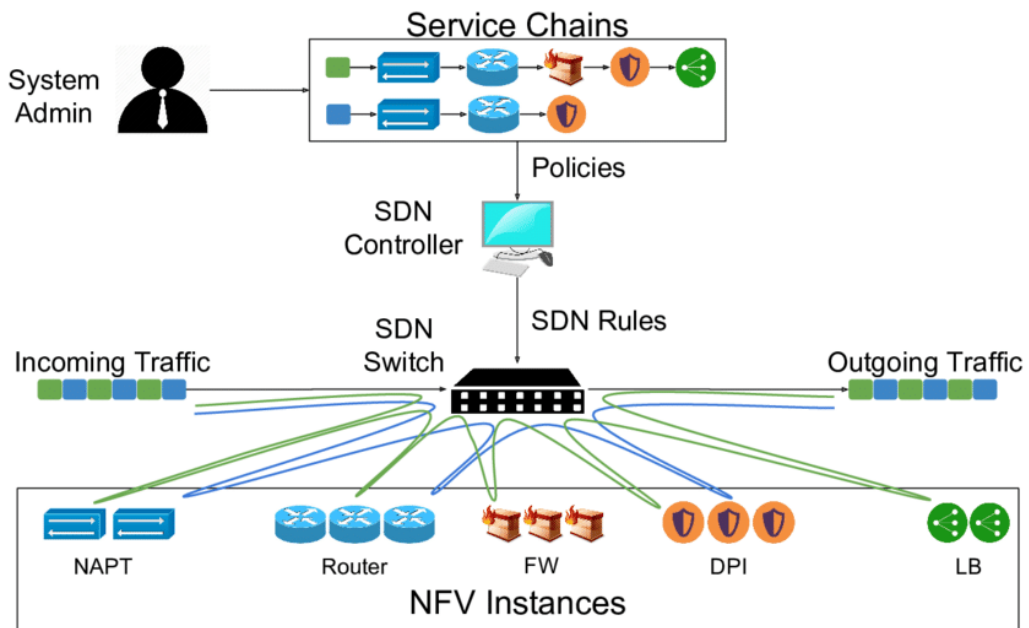 Service Chains
System
Admin
Policies
SDN
Controller
SDN Rules
SDN
Switch
Incoming Traffic
Outgoing Traffic
NAPT
Router
FW
DPI
LB
NFV Instances